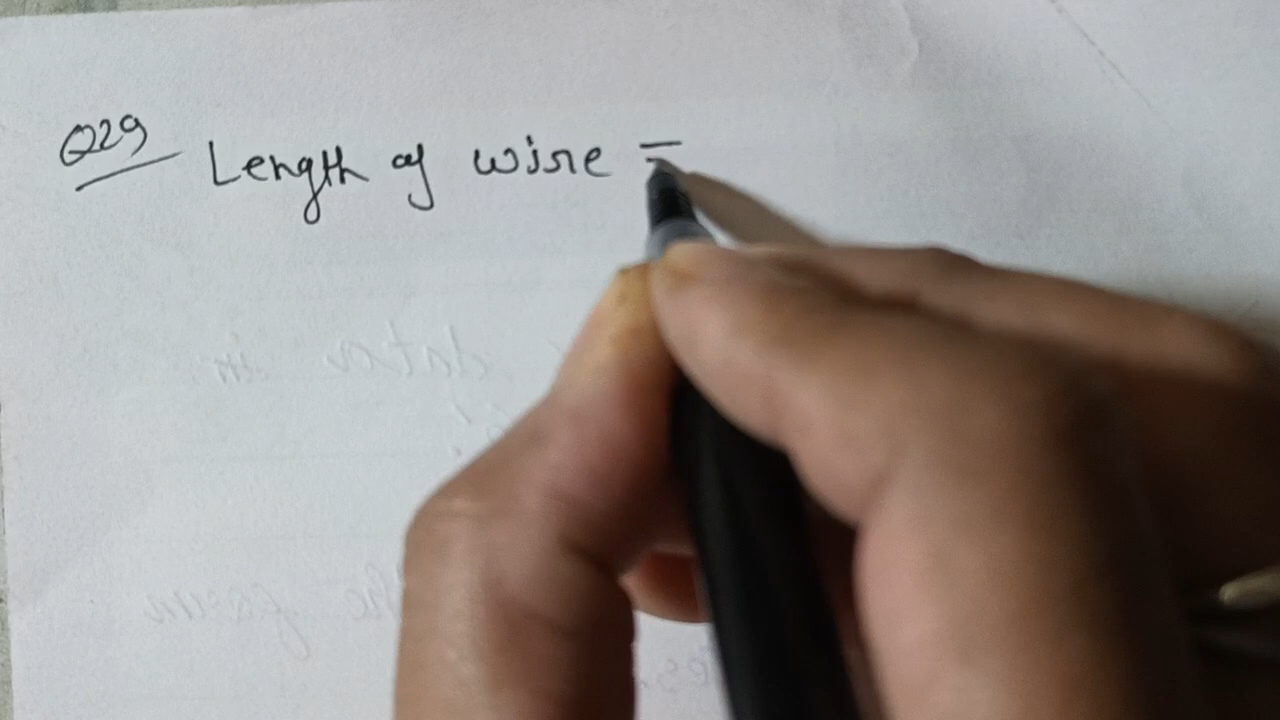 Q29 Length of wire =